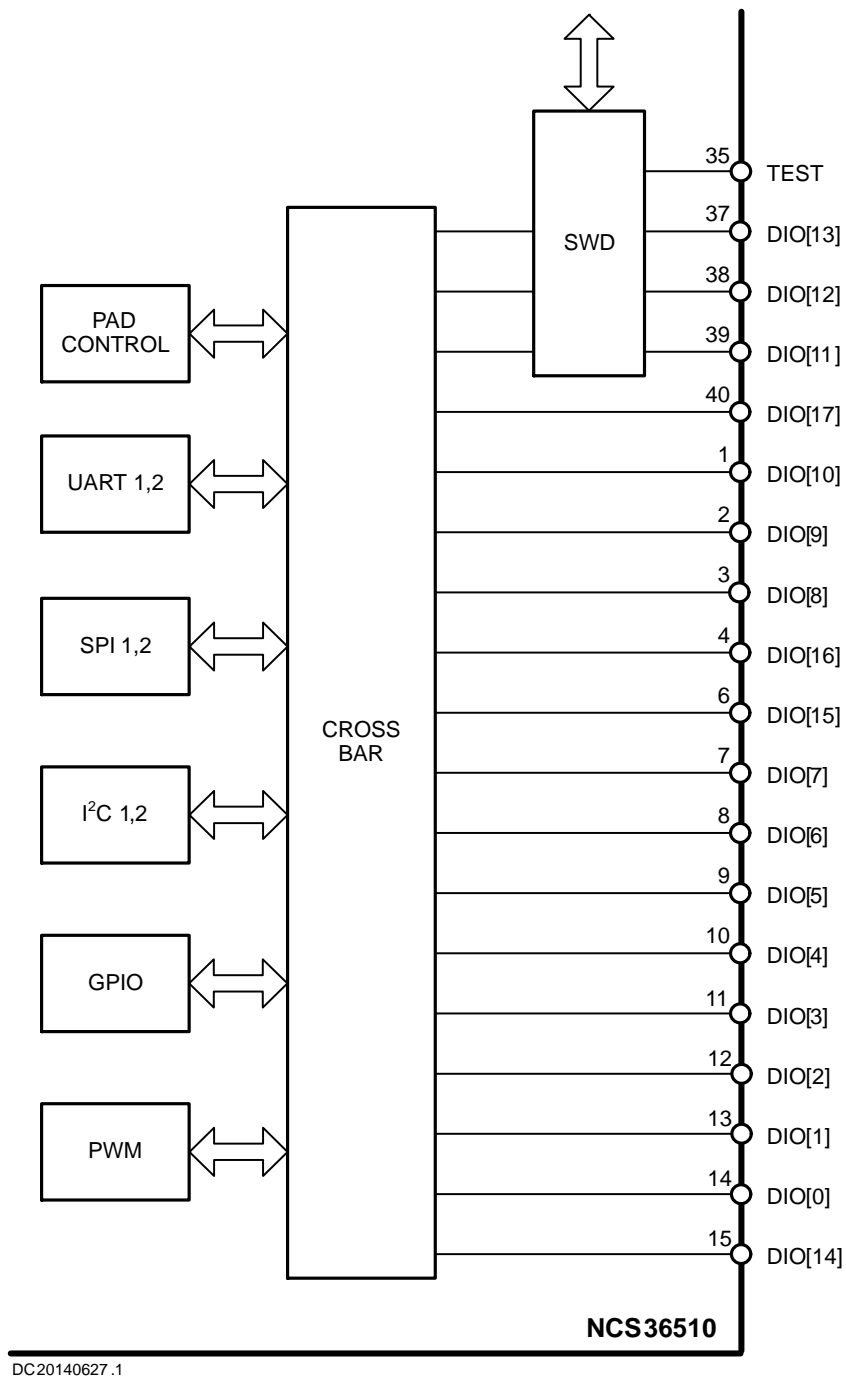 35
TEST
37
DIO[13]
SWD
38
DIO[12]
PAD
CONTROL
39
DIO[11]
40
DIO[17]
1
DIO[10]
UART 1,2
2
DIO[9]
3
DIO[8]
SPI 1,2
4
DIO[16]
6
DIO[15]
CROSS
BAR
7
DIO[7]
I²C 1,2
8
DIO[6]
9
DIO[5]
10
DIO[4]
GPIO
11
DIO[3]
12
DIO[2]
13
DIO[1]
PWM
14
DIO[0]
15
DIO[14]
NCS36510
DC20140627.1